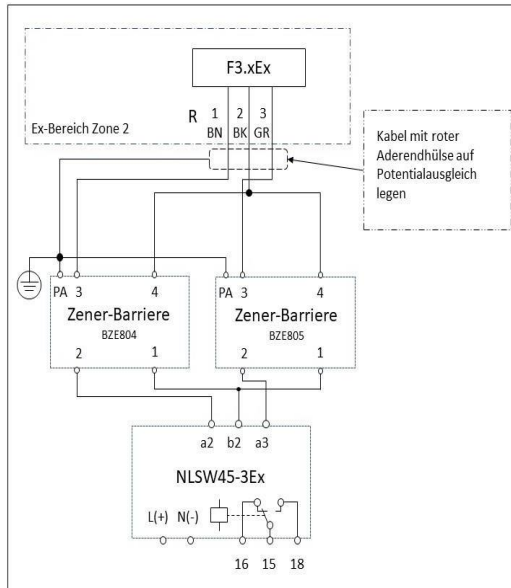 F3.xEx
R 1 2 3
BN BK GR
Ex-Bereich Zone 2
Kabel mit roter
Aderendhülse auf
Potentialausgleich
legen
PA 3 4
Zener-Barriere
BZE804
2 1
PA 3 4
Zener-Barriere
BZE805
2 1
a2 b2 a3
NLSW45-3Ex
L(+) N(-)
16 15 18